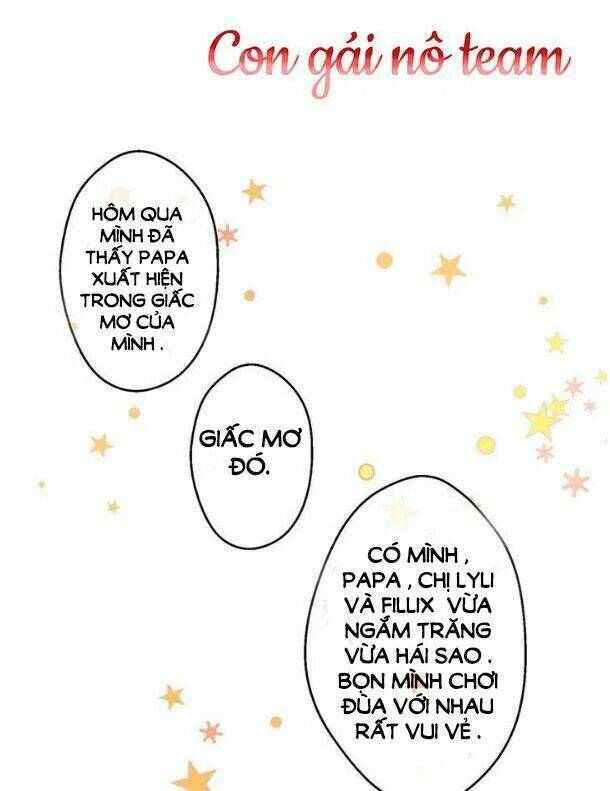 Con gái nô team
HÔM QUA
MÌNH ĐÃ
THẤY PAPA
XUẤT HIỆN
TRONG GIẤC
MƠ CỦA
MÌNH .
GIẤC MƠ
ĐÓ.
CÓ MÌNH ,
PAPA , CHỊ LYLI
VÀ FILLIX VỪA
NGẮM TRĂNG
VỪA HÁI SAO .
BỌN MÌNH CHƠI
ĐÙA VỚI NHAU
RẤT VUI VẺ .